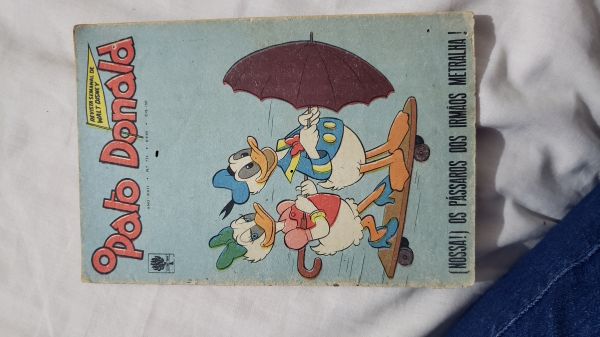 REVISTA SEMANAL DE
WALT DISNEY
O pato Donald
(NOSSA!) OS PÁSSAROS DOS IRMÃOS METRALHA!